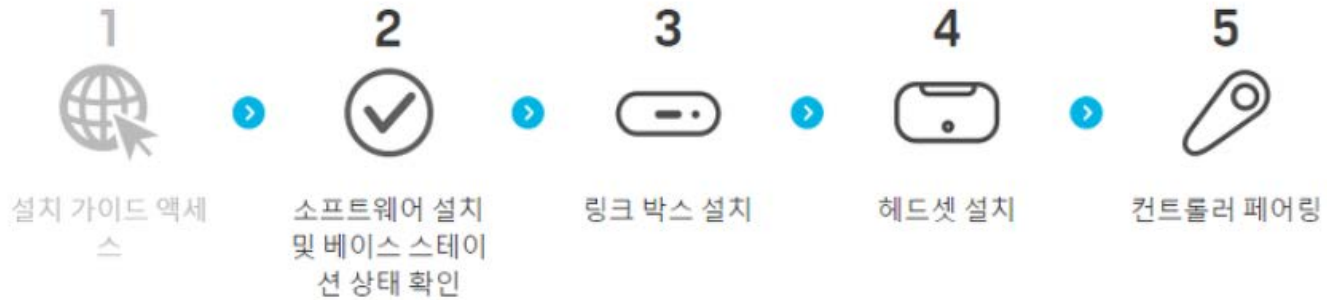 1
2
3
4
5
설치 가이드 액세
스
소프트웨어 설치
및 베이스 스테이
션 상태 확인
링크 박스 설치
헤드셋 설치
컨트롤러 페어링